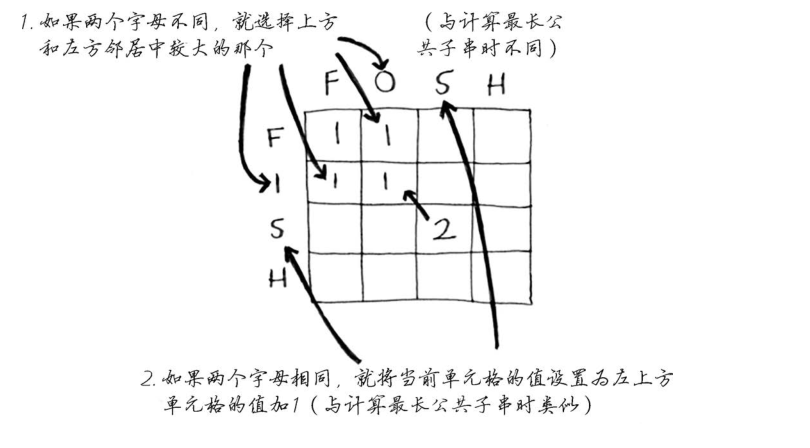 1. 如果两个字母不同，就选择上方
和左方邻居中较大的那个
（与计算最长公
共子串时不同）
F O S H
F 1 1
I 1 1
S 2
H
2. 如果两个字母相同，就将当前单元格的值设置为左上方
单元格的值加1（与计算最长公共子串时类似）